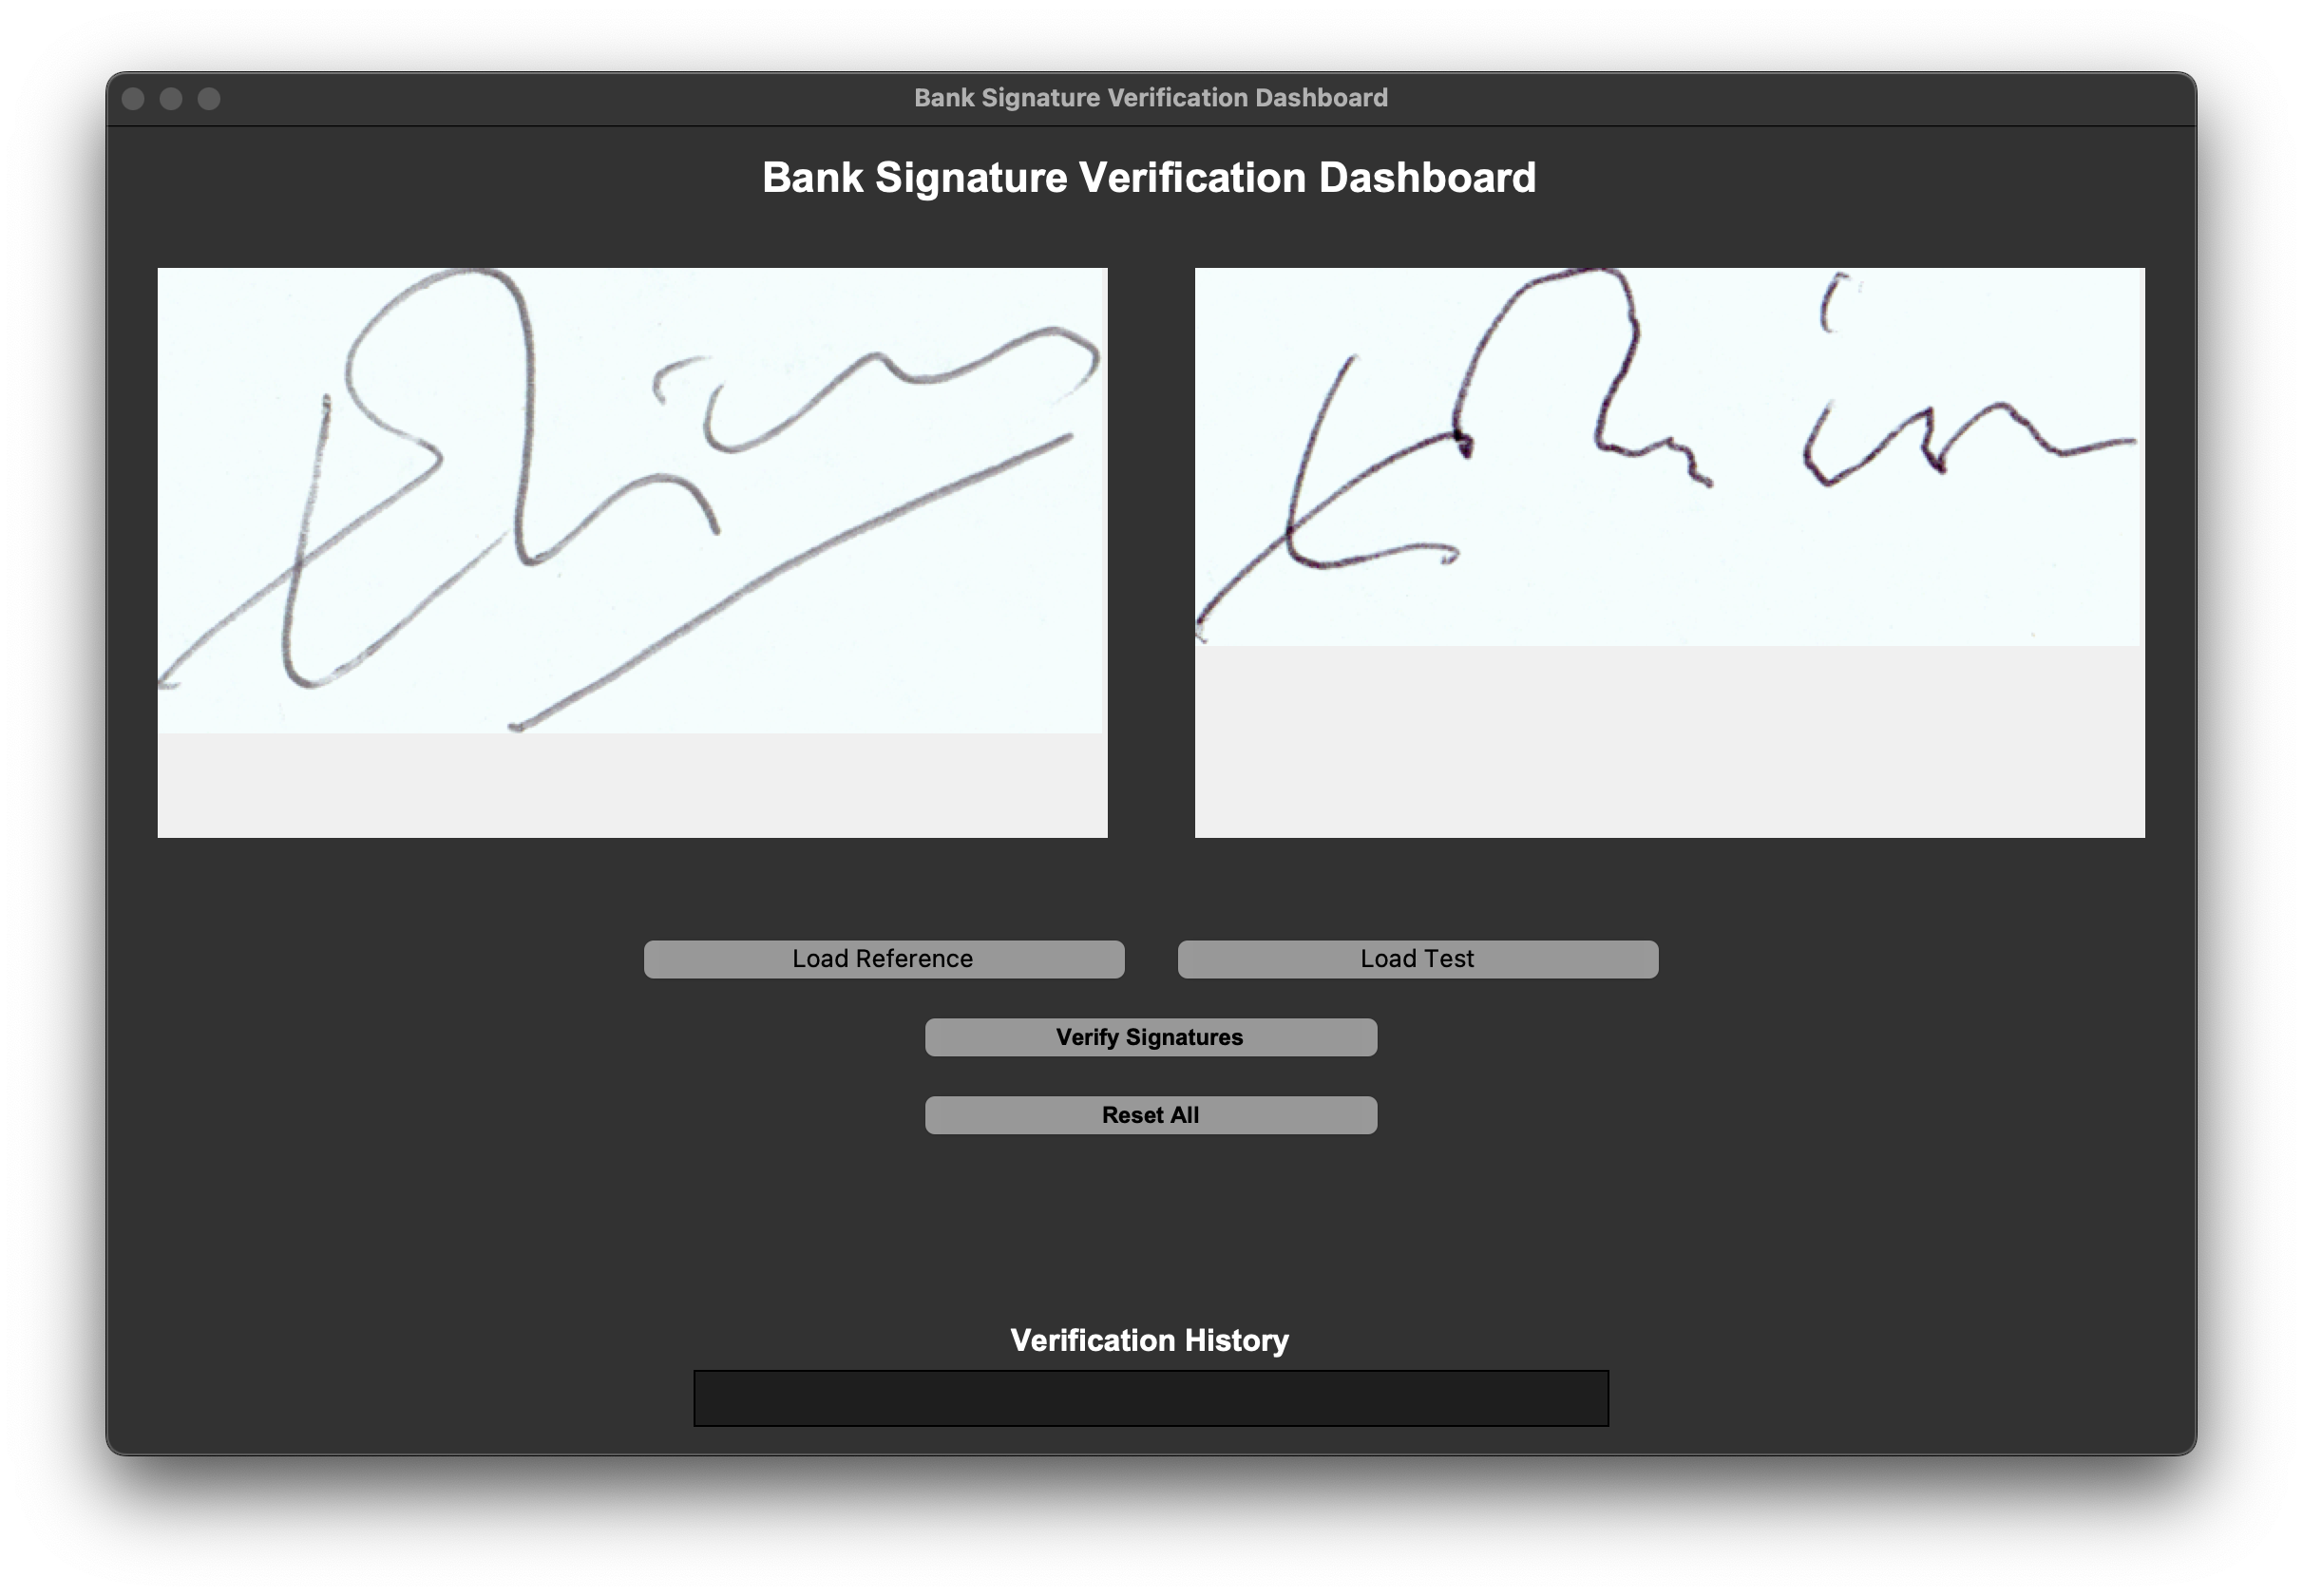 Bank Signature Verification Dashboard
Bank Signature Verification Dashboard
Load Reference
Load Test
Verify Signatures
Reset All
Verification History